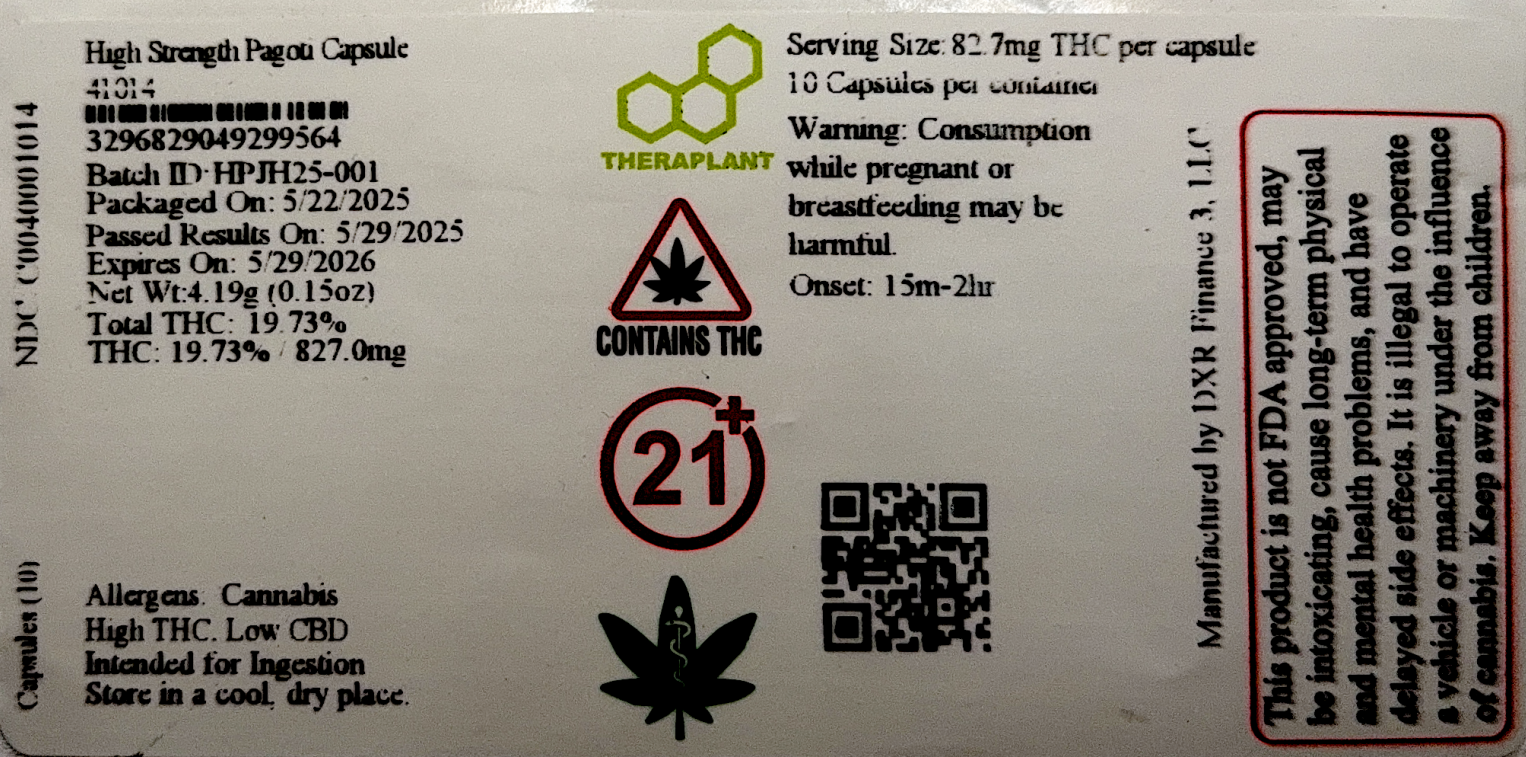 NDC C0040001014
Capsules (10)
High Strength Pagoti Capsule
41014
3296829049299564
Batch ID: HPJH25-001
Packaged On: 5/22/2025
Passed Results On: 5/29/2025
Expires On: 5/29/2026
Net Wt:4.19g (0.15oz)
Total THC: 19.73%
THC: 19.73% / 827.0mg
Allergens: Cannabis
High THC. Low CBD
Intended for Ingestion
Store in a cool, dry place.
THERAPLANT
CONTAINS THC
21+
Serving Size: 82.7mg THC per capsule
10 Capsules per container
Warning: Consumption
while pregnant or
breastfeeding may be
harmful.
Onset: 15m-2hr
Manufactured by DXR Finance 3, LLC
This product is not FDA approved, may
be intoxicating, cause long-term physical
and mental health problems, and have
delayed side effects. It is illegal to operate
a vehicle or machinery under the influence
of cannabis. Keep away from children.